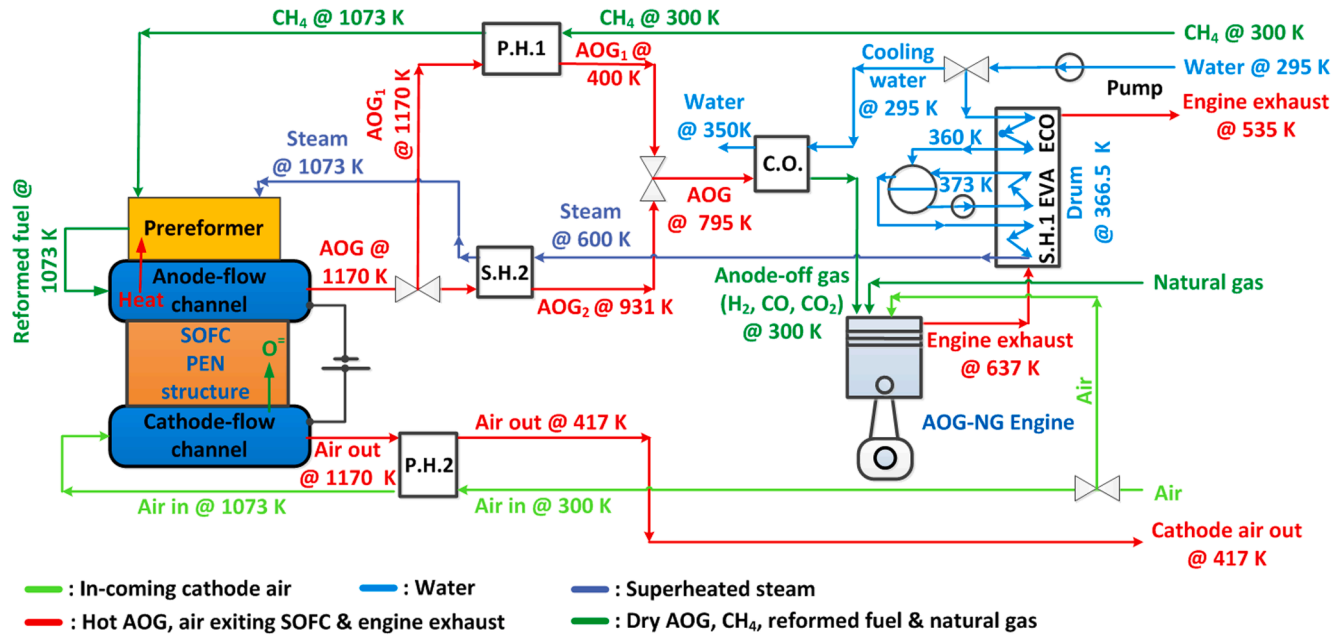 CH₄ @ 1073 K
P.H.1
CH₄ @ 300 K
CH₄ @ 300 K
AOG₁ @
400 K
AOG₁
@ 1170 K
Cooling
water
@ 295 K
Water @ 295 K
Pump
Engine exhaust
@ 535 K
Water
@ 350K
C.O.
360 K
373 K
ECO
EVA
S.H.1
Drum
@ 366.5 K
Steam
@ 1073 K
Steam
@ 600 K
AOG
@ 795 K
Reformed fuel @
1073 K
Prereformer
Heat
Anode-flow
channel
AOG @
1170 K
S.H.2
AOG₂ @ 931 K
Anode-off gas
(H₂, CO, CO₂)
@ 300 K
Natural gas
SOFC
PEN
structure
O⁼
Engine exhaust
@ 637 K
Air
AOG-NG Engine
Cathode-flow
channel
Air out
@ 1170 K
P.H.2
Air out @ 417 K
Air in @ 1073 K
Air in @ 300 K
Air
Cathode air out
@ 417 K
: In-coming cathode air
: Water
: Superheated steam
: Hot AOG, air exiting SOFC & engine exhaust
: Dry AOG, CH₄, reformed fuel & natural gas